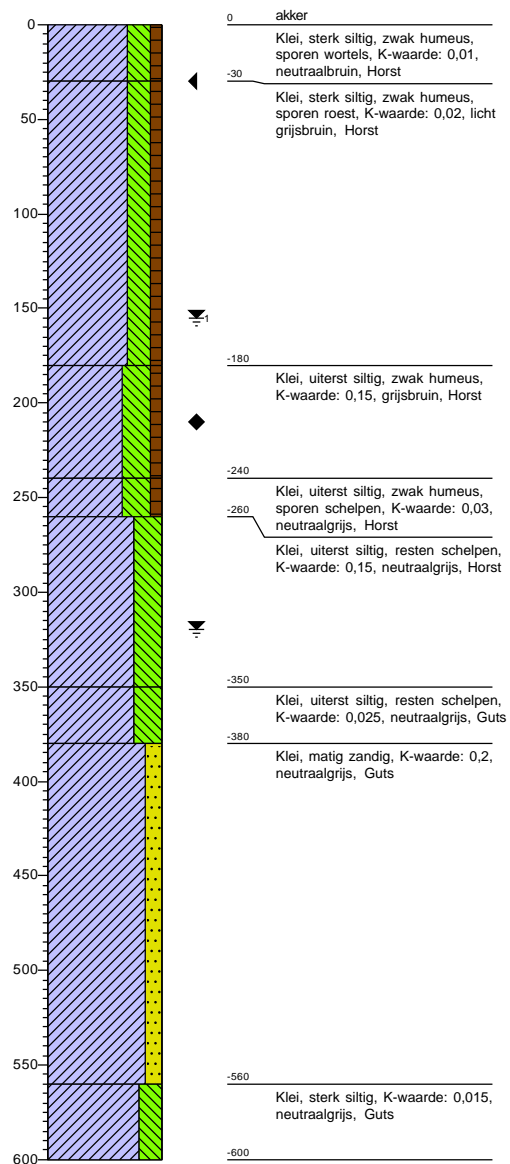 0
50
100
150
200
250
300
350
400
450
500
550
600
1
0
akker
Klei, sterk siltig, zwak humeus,
sporen wortels, K-waarde: 0,01,
neutraalbruin, Horst
-30
Klei, sterk siltig, zwak humeus,
sporen roest, K-waarde: 0,02, licht
grijsbruin, Horst
-180
Klei, uiterst siltig, zwak humeus,
K-waarde: 0,15, grijsbruin, Horst
-240
Klei, uiterst siltig, zwak humeus,
sporen schelpen, K-waarde: 0,03,
neutraalgrijs, Horst
-260
Klei, uiterst siltig, resten schelpen,
K-waarde: 0,15, neutraalgrijs, Horst
-350
Klei, uiterst siltig, resten schelpen,
K-waarde: 0,025, neutraalgrijs, Guts
-380
Klei, matig zandig, K-waarde: 0,2,
neutraalgrijs, Guts
-560
Klei, sterk siltig, K-waarde: 0,015,
neutraalgrijs, Guts
-600